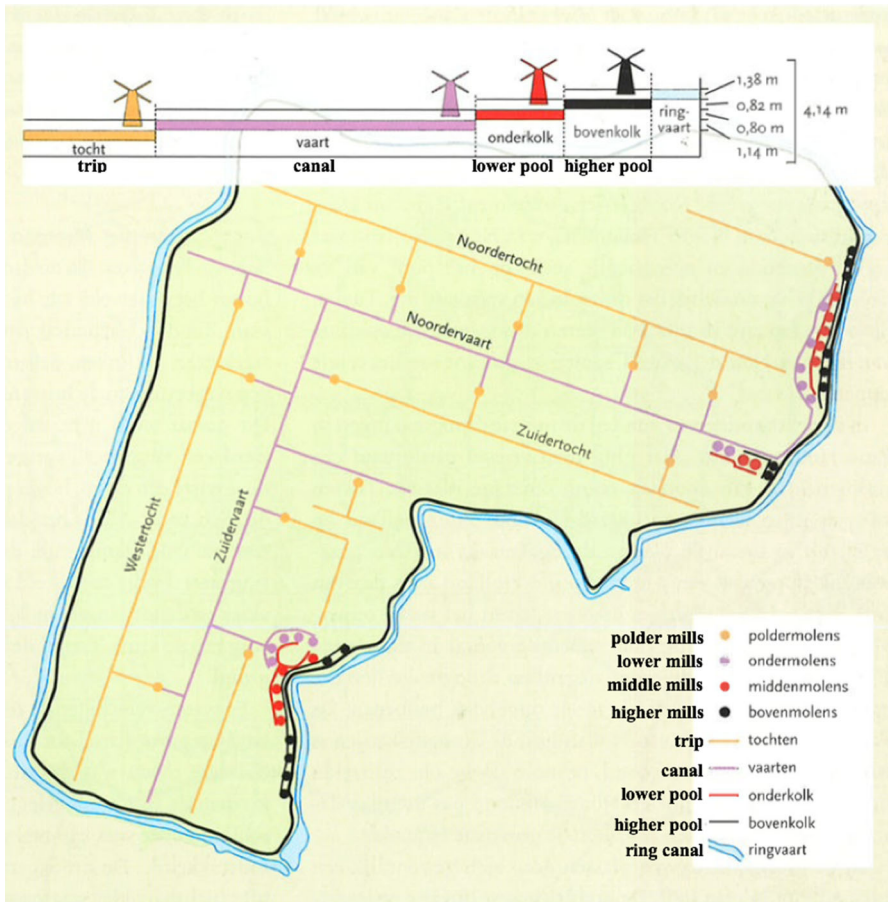 1,38 m
0,82 m
0,80 m
1,14 m
4,14 m
tocht
vaart
onderkolk
bovenkolk
ring-
vaart
trip
canal
lower pool
higher pool
Noordertocht
Noordervaart
Zuidertocht
Westertocht
Zuidervaart
polder mills poldermolens
lower mills ondermolens
middle mills middenmolens
higher mills bovenmolens
trip tochten
canal vaarten
lower pool onderkolk
higher pool bovenkolk
ring canal ringvaart